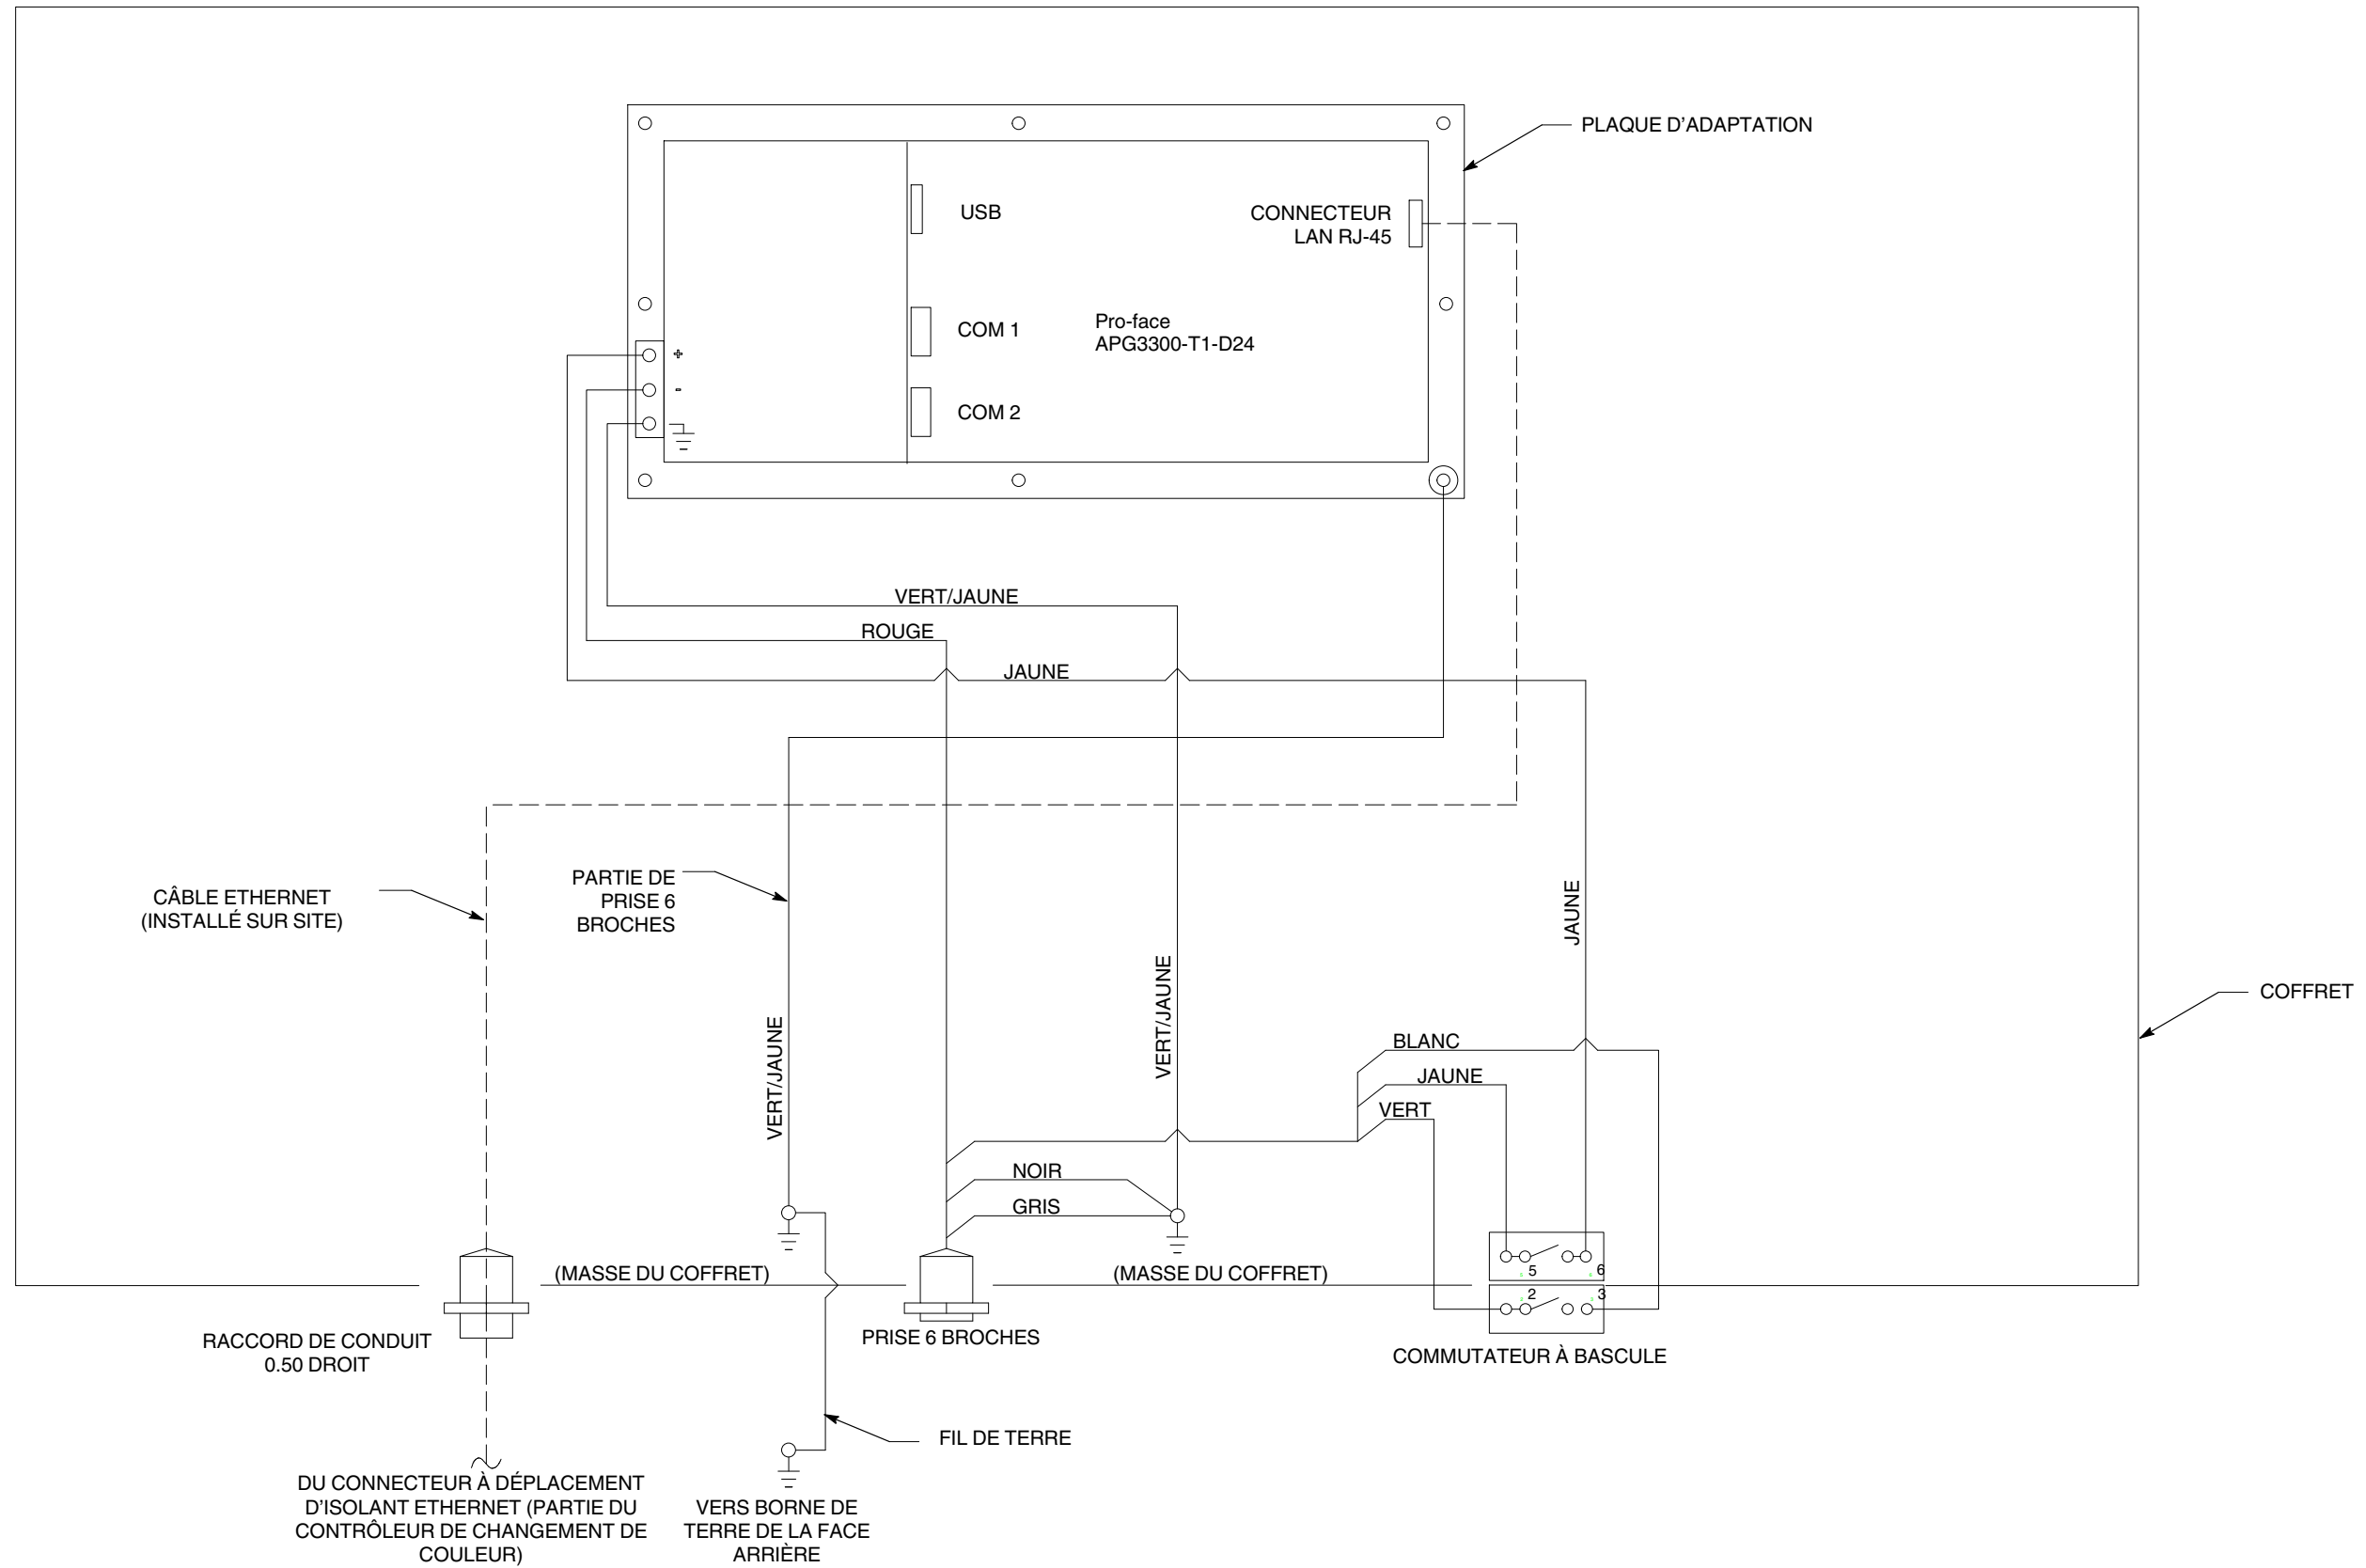 PLAQUE D'ADAPTATION
USB
CONNECTEUR
LAN RJ-45
COM 1
Pro-face
APG3300-T1-D24
+
-
COM 2
VERT/JAUNE
ROUGE
JAUNE
PARTIE DE
PRISE 6
BROCHES
CÂBLE ETHERNET
(INSTALLÉ SUR SITE)
JAUNE
VERT/JAUNE
VERT/JAUNE
COFFRET
BLANC
JAUNE
VERT
NOIR
GRIS
(MASSE DU COFFRET)
(MASSE DU COFFRET)
5
6
2
3
RACCORD DE CONDUIT
0.50 DROIT
PRISE 6 BROCHES
COMMUTATEUR À BASCULE
FIL DE TERRE
DU CONNECTEUR À DÉPLACEMENT
D'ISOLANT ETHERNET (PARTIE DU
CONTRÔLEUR DE CHANGEMENT DE
COULEUR)
VERS BORNE DE
TERRE DE LA FACE
ARRIÈRE